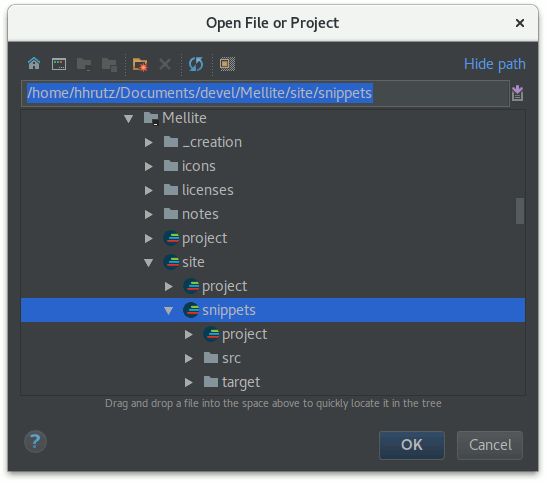 Open File or Project
Hide path
/home/hhrutz/Documents/devel/Mellite/site/snippets
Mellite
_creation
icons
licenses
notes
project
site
project
snippets
project
src
target
Drag and drop a file into the space above to quickly locate it in the tree
?
OK
Cancel